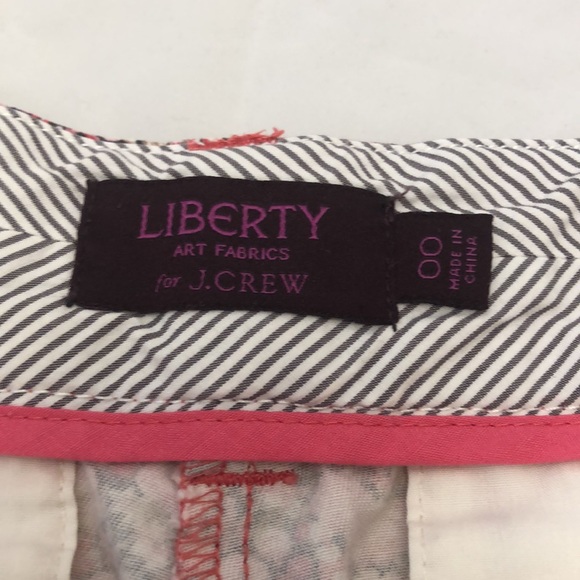 LIBERTY
ART FABRICS
for J.CREW
00
MADE IN
CHINA